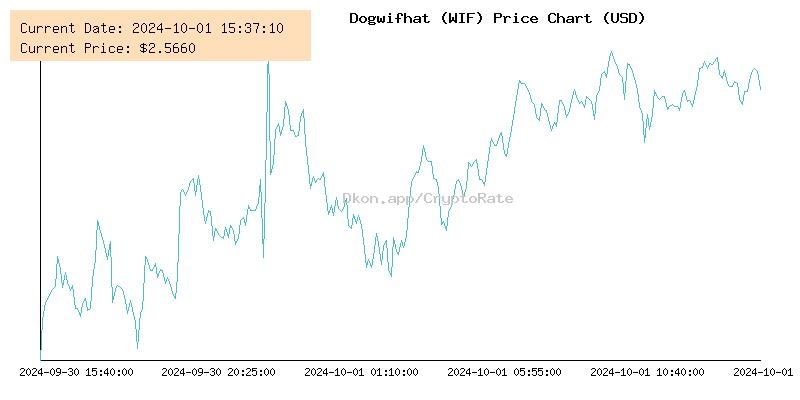 Dogwifhat (WIF) Price Chart (USD)
Current Date: 2024-10-01 15:37:10
Current Price: $2.5660
Dkon.app/CryptoRate
2024-09-30 15:40:00
2024-09-30 20:25:00
2024-10-01 01:10:00
2024-10-01 05:55:00
2024-10-01 10:40:00
2024-10-01